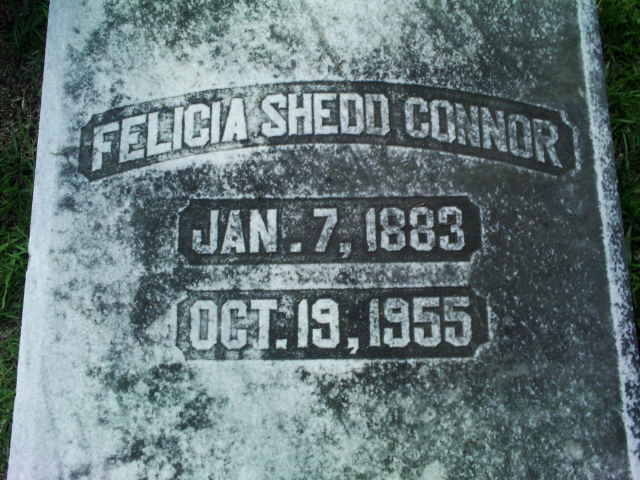 FELICIA SHEDD CONNOR
JAN. 7, 1883
OCT. 19, 1955